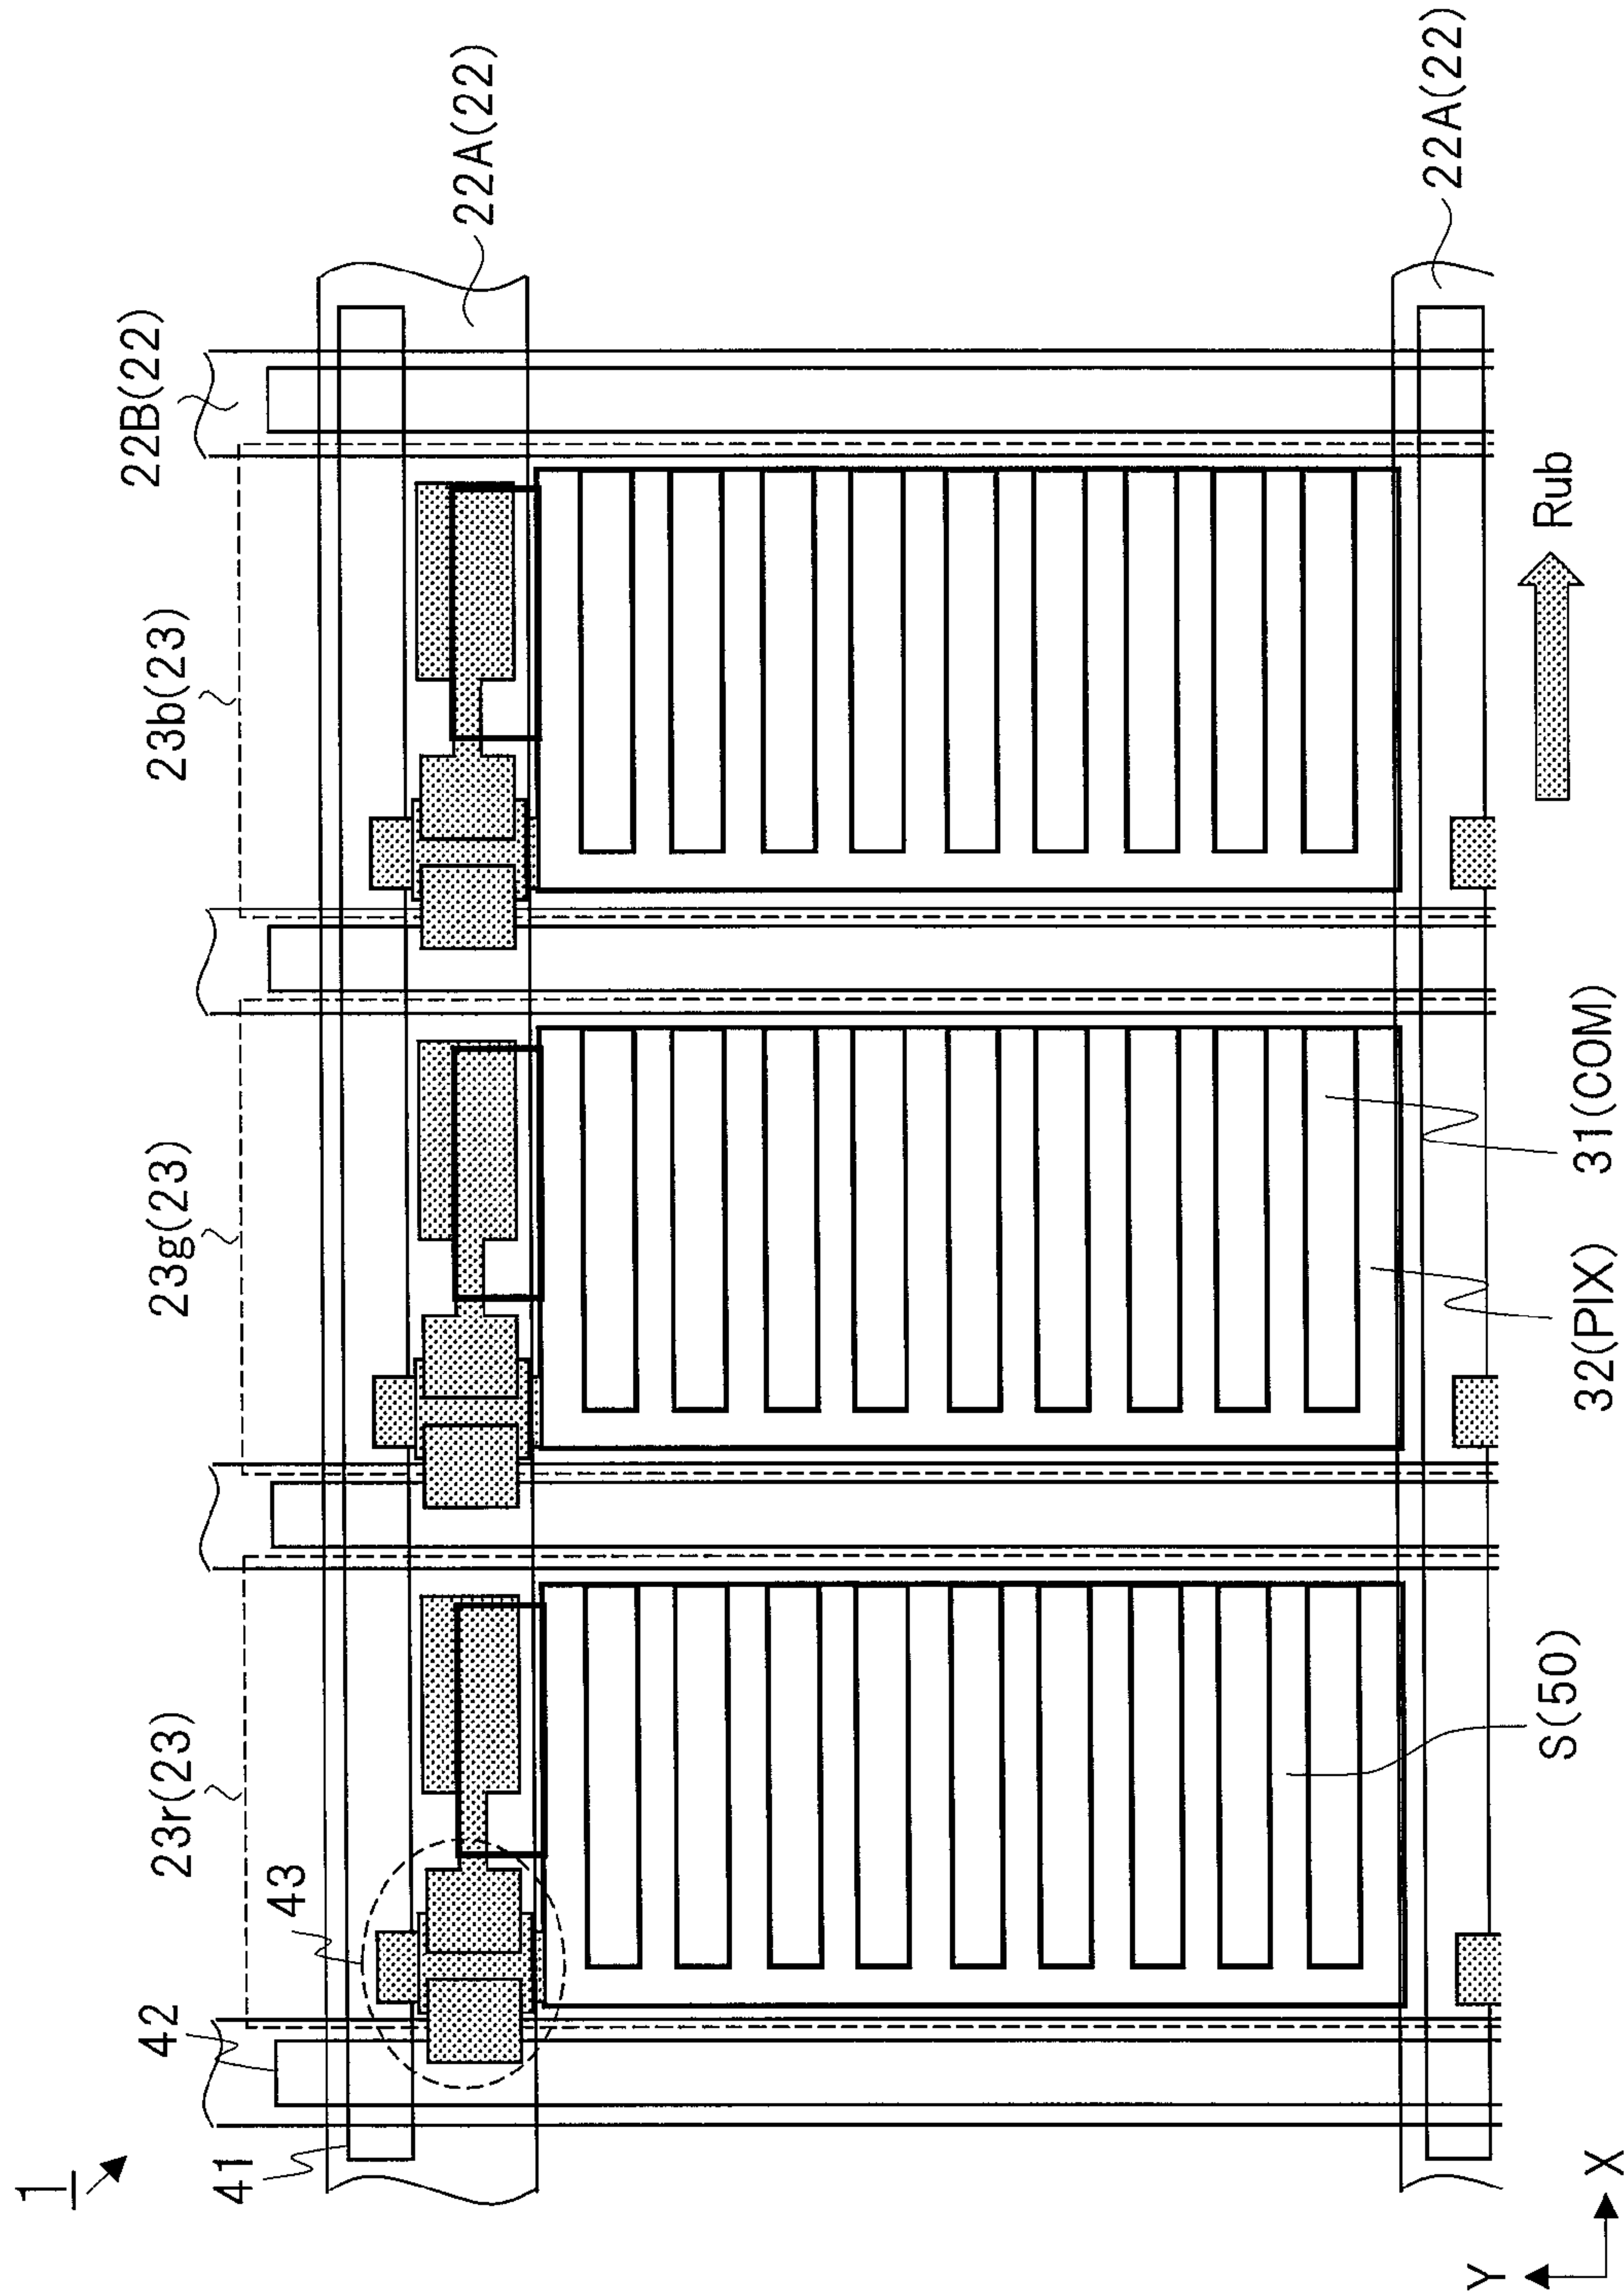 1
41
42
43
23r(23)
23g(23)
23b(23)
22B(22)
22A(22)
22A(22)
S(50)
32(PIX)
31(COM)
Rub
Y
X